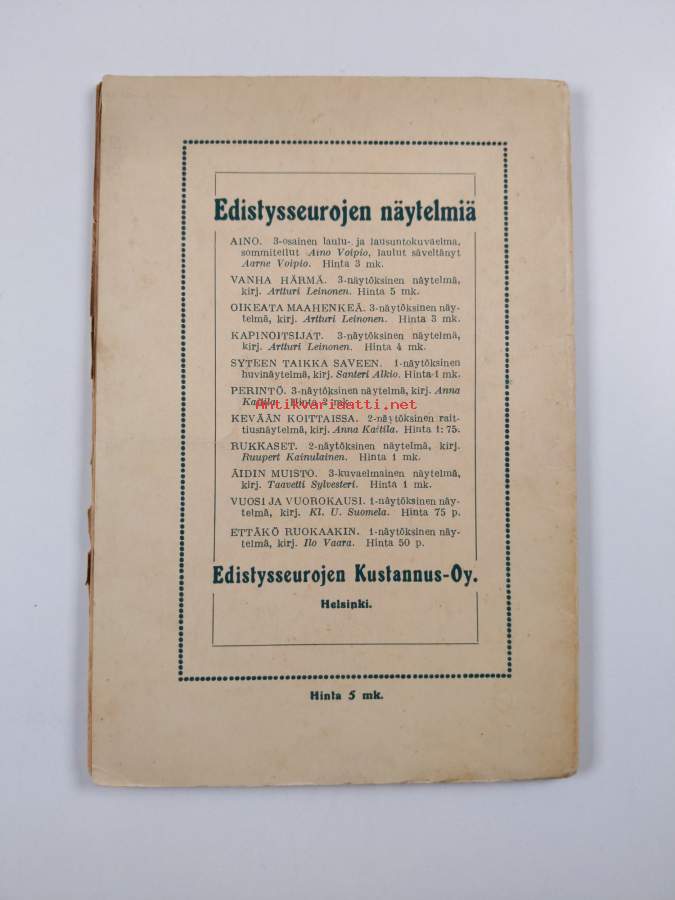 Edistysseurojen näytelmiä
AINO. 3-osainen laulu- ja lausuntokuvaelma,
sommitellut Aino Voipio, laulut säveltänyt
Aarne Voipio. Hinta 3 mk.
VANHA HÄRMÄ. 3-näytöksinen näytelmä,
kirj. Artturi Leinonen. Hinta 5 mk.
OIKEATA MAAHENKEÄ. 3-näytöksinen näy-
telmä, kirj. Artturi Leinonen. Hinta 3 mk.
KAPINOITSIJAT. 3-näytöksinen näytelmä,
kirj. Artturi Leinonen. Hinta 4 mk.
SYTEEN TAIKKA SAVEEN. 1-näytöksinen
huvinäytelmä, kirj. Santeri Alkio. Hinta 1 mk.
PERINTÖ. 3-näytöksinen näytelmä, kirj. Anna
Kaitila. Hinta 2 mk.
Antikvariaatti.net
KEVÄÄN KOITTAISSA. 2-näytöksinen rait-
tiusnäytelmä, kirj. Anna Kaitila. Hinta 1:75.
RUKKASET. 2-näytöksinen näytelmä, kirj.
Ruupert Kainulainen. Hinta 1 mk.
ÄIDIN MUISTO. 3-kuvaelmainen näytelmä,
kirj. Taavetti Sylvesteri. Hinta 1 mk.
VUOSI JA VUOROKAUSI. 1-näytöksinen näy-
telmä, kirj. Kl. U. Suomela. Hinta 75 p.
ETTÄKÖ RUOKAAKIN. 1-näytöksinen näy-
telmä, kirj. Ilo Vaara. Hinta 50 p.
Edistysseurojen Kustannus-Oy.
Helsinki.
Hinta 5 mk.